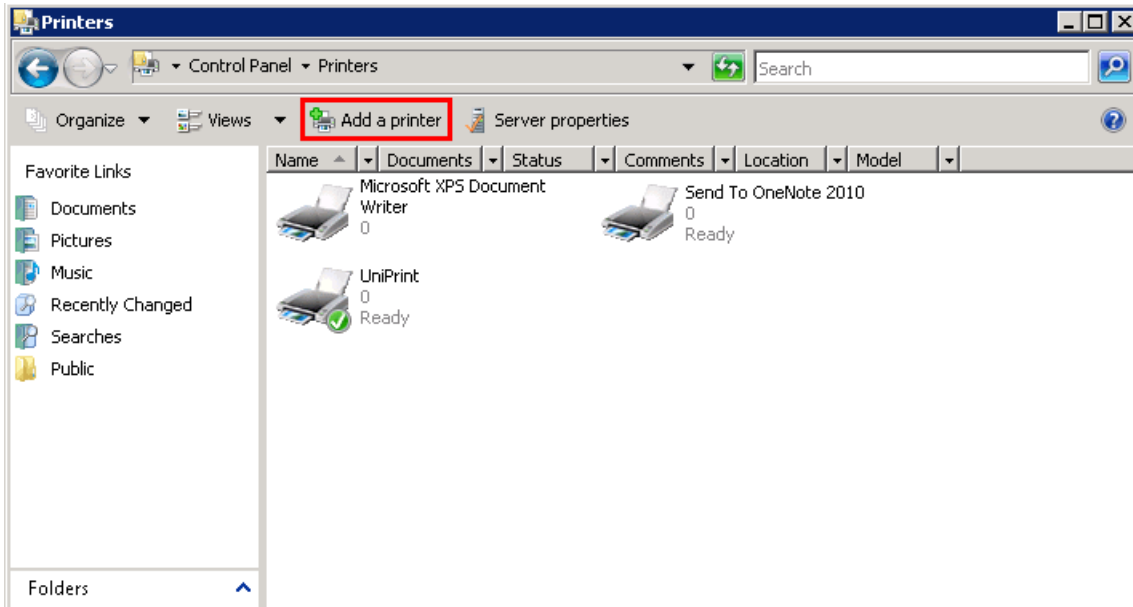 Printers
Control Panel Printers
Search
Organize Views Add a printer Server properties
Favorite Links
Documents
Pictures
Music
Recently Changed
Searches
Public
Folders
Name Documents Status Comments Location Model
Microsoft XPS Document
Writer
0
Send To OneNote 2010
0
Ready
UniPrint
0
Ready